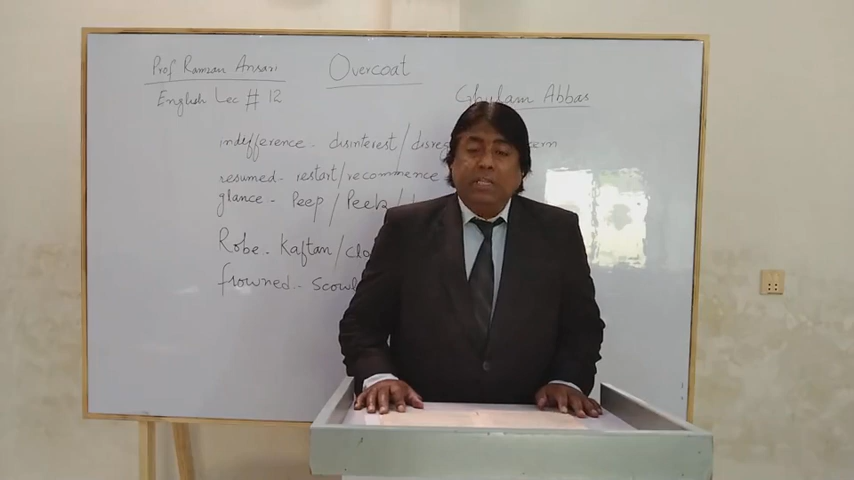 Prof Ramzan Ansari
Overcoat
English Lec # 12
Ghulam Abbas
indifference - disinterest/
resumed - restart/recommence
glance - Peep / Peek /
Robe - Kaftan/
frowned - Scowl